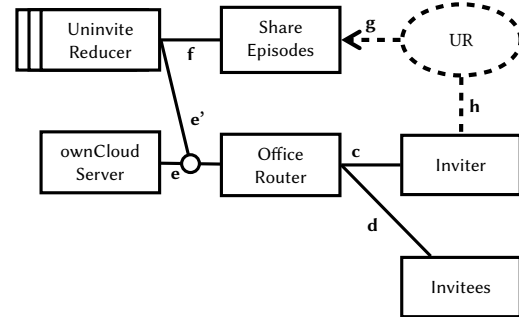 Uninvite
Reducer
f
Share
Episodes
g
UR
e'
h
ownCloud
Server
e
Office
Router
c
Inviter
d
Invitees